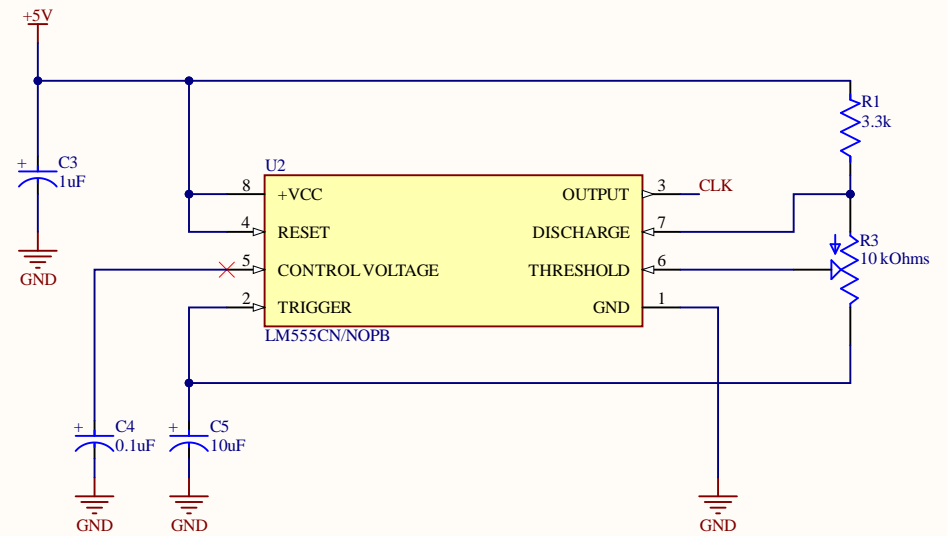 +5V
R1
3.3k
+
C3
1uF
GND
U2
8
+VCC
OUTPUT
3
CLK
4
RESET
DISCHARGE
7
5
CONTROL VOLTAGE
THRESHOLD
6
R3
10 kOhms
2
TRIGGER
GND
1
LM555CN/NOPB
+
C4
0.1uF
+
C5
10uF
GND
GND
GND